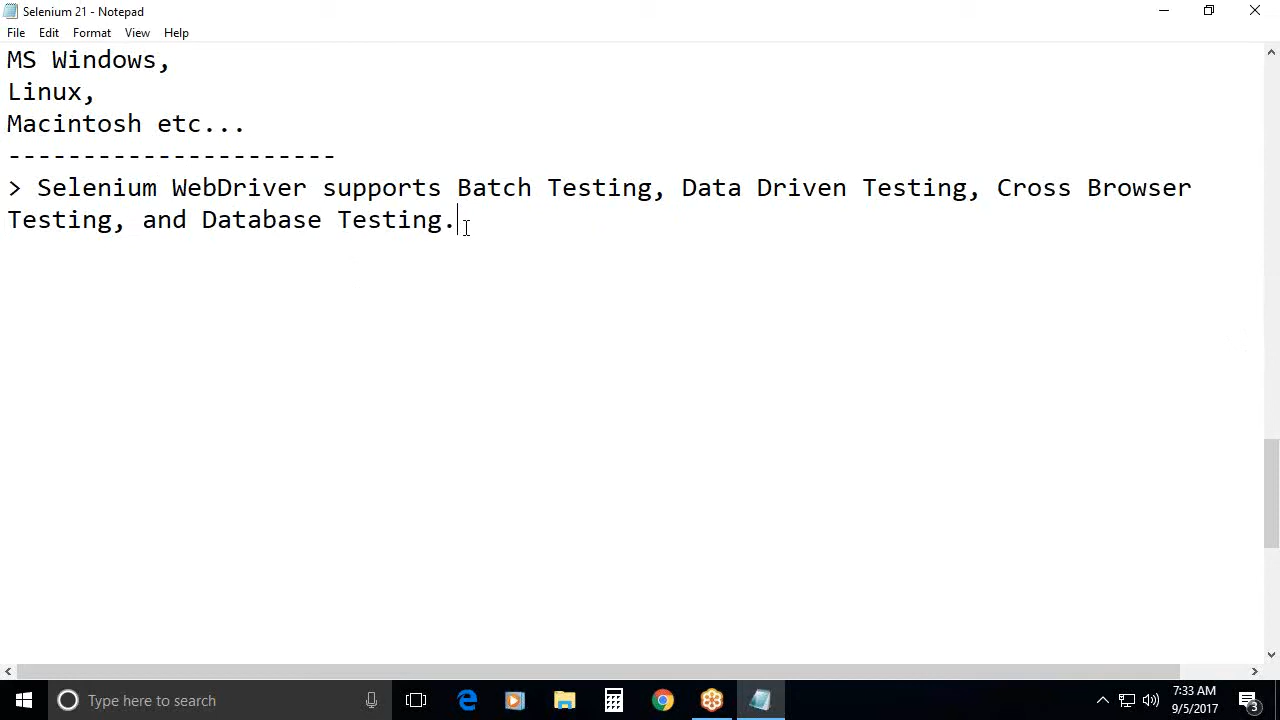 Selenium 21 - Notepad
File Edit Format View Help
MS Windows,
Linux,
Macintosh etc...
----------------------
> Selenium WebDriver supports Batch Testing, Data Driven Testing, Cross Browser
Testing, and Database Testing.
Type here to search
7:33 AM
9/5/2017
3